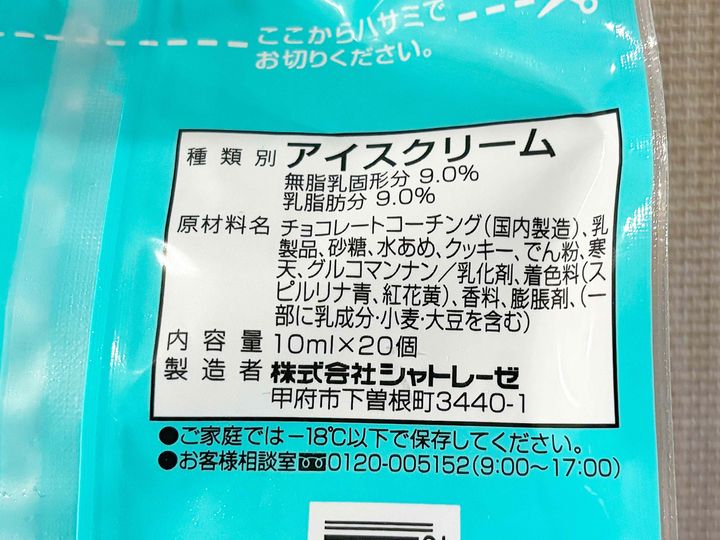 ここからハサミで
お切りください。
種類別 アイスクリーム
無脂乳固形分 9.0%
乳脂肪分 9.0%
原材料名 チョコレートコーチング(国内製造)、乳
製品、砂糖、水あめ、クッキー、でん粉、寒
天、グルコマンナン/乳化剤、着色料(ス
ピルリナ青、紅花黄)、香料、膨脹剤、(一
部に乳成分・小麦・大豆を含む)
内容量 10ml×20個
製造者 株式会社シャトレーゼ
甲府市下曽根町3440-1
●ご家庭では−18℃以下で保存してください。
●お客様相談室 0120-005152(9:00〜17:00)